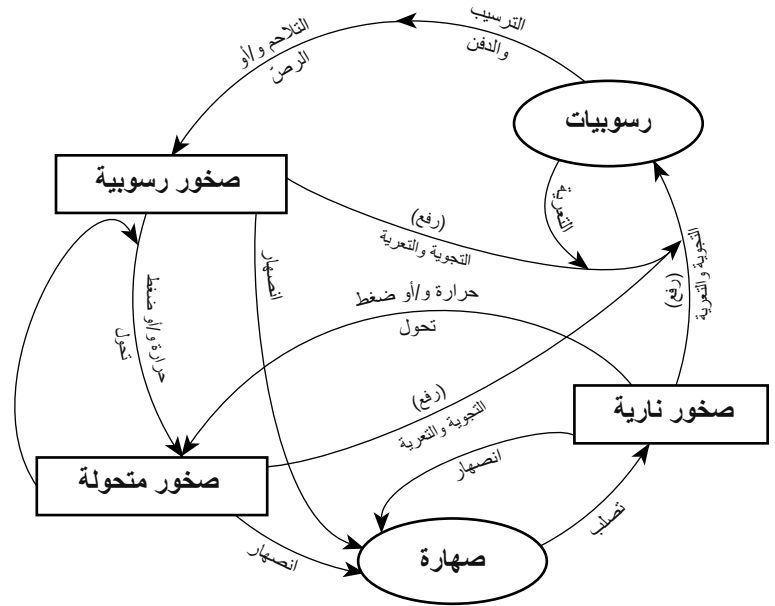 الترسيب
والدفن
التلاحم و/أو
الرصّ
رسوبيات
صخور رسوبية
التعرية
(رفع)
التجوية والتعرية
انصهار
التجوية والتعرية
(رفع)
حرارة و/أو ضغط
تحول
حرارة و/أو ضغط
تحول
(رفع)
التجوية والتعرية
صخور نارية
انصهار
صخور متحولة
تصلب
صهارة
انصهار